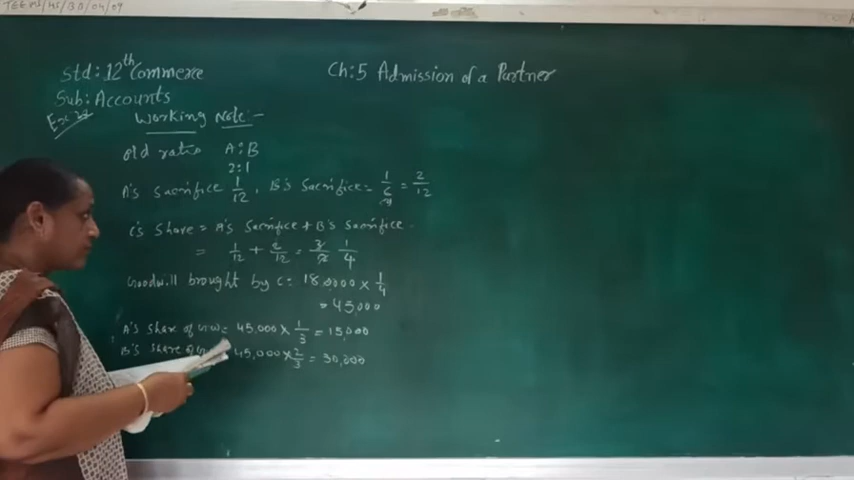 Std: 12th Commerce
Ch:5 Admission of a Partner
Sub: Accounts
Working Note:-
Old ratio A:B
2:1
A's Sacrifice 1/12, B's Sacrifice = 1/6 = 2/12
C's Share = A's Sacrifice + B's Sacrifice
= 1/12 + 2/12 = 3/12 1/4
Goodwill brought by C = 18,0000 x 1/4
= 45000
A's share of = 45,000 x 1/3 = 15,000
B's share of 45,000 x 2/3 = 30,000